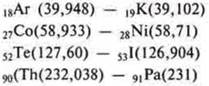 ₁₈Ar (39,948) — ₁₉K(39,102)
₂₇Co(58,933) — ₂₈Ni(58,71)
₅₂Te(127,60) — ₅₃I(126,904)
₉₀(Th(232,038) — ₉₁Pa(231)